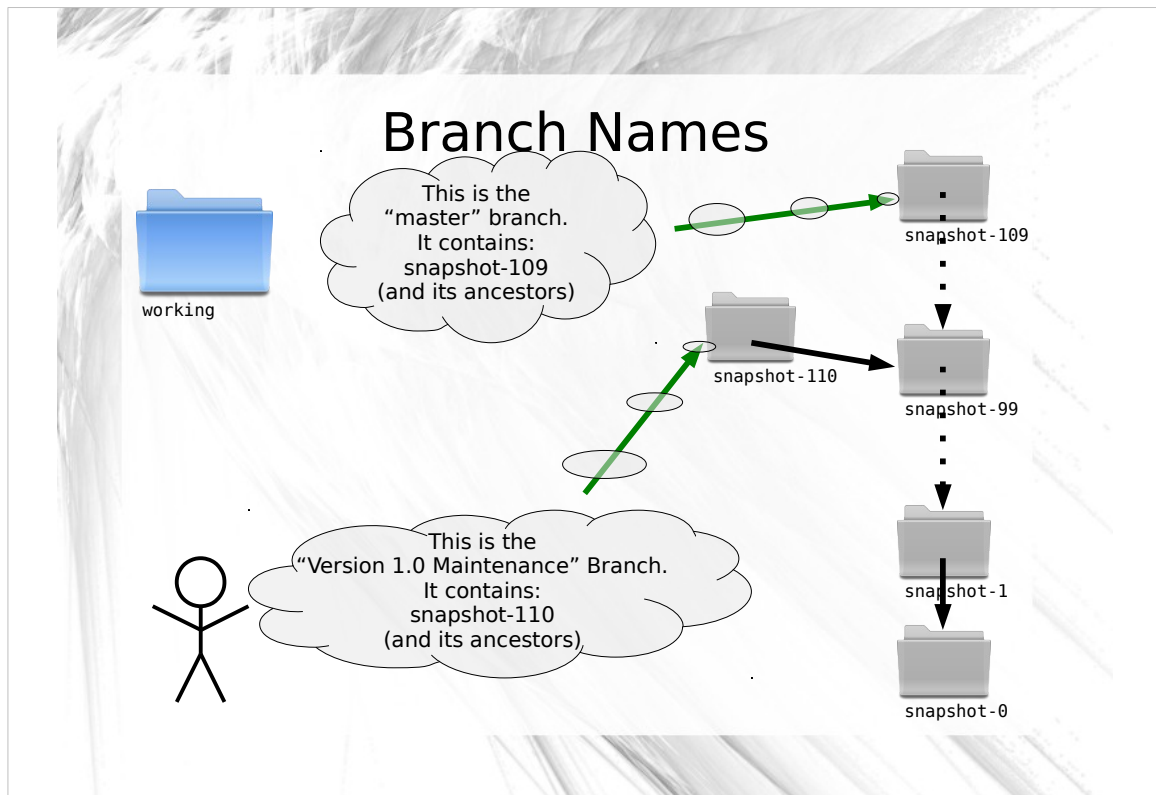 Branch Names
This is the
“master” branch.
It contains:
snapshot-109
(and its ancestors)
snapshot-109
working
snapshot-110
snapshot-99
This is the
“Version 1.0 Maintenance” Branch.
It contains:
snapshot-110
(and its ancestors)
snapshot-1
snapshot-0